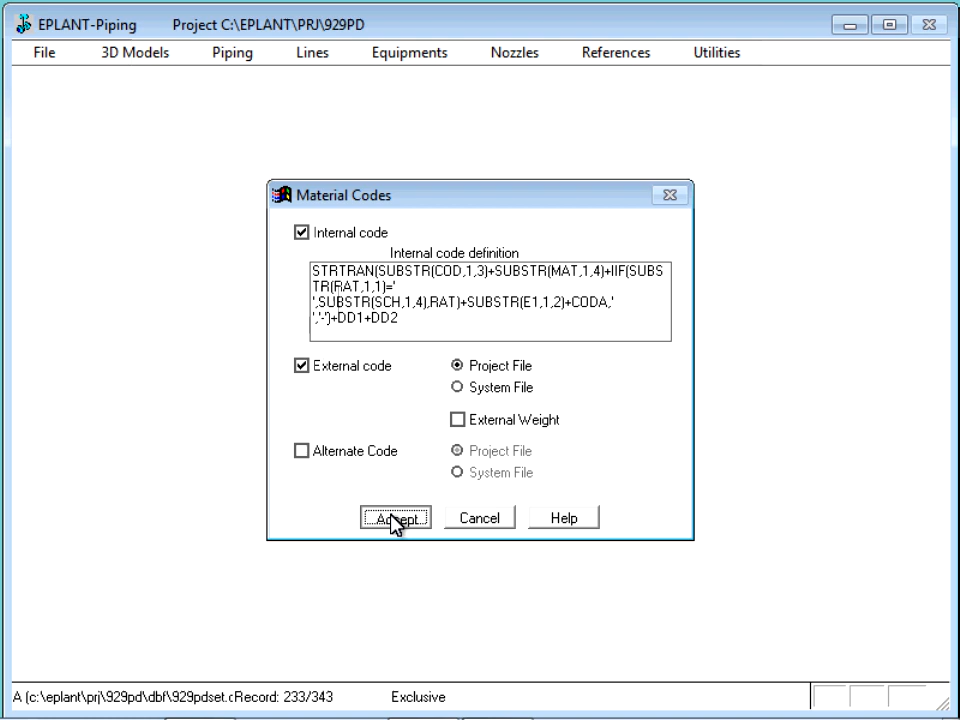 EPLANT-Piping Project C:\EPLANT\PRJ\929PD
File 3D Models Piping Lines Equipments Nozzles References Utilities
Material Codes
Internal code
Internal code definition
STRTRAN(SUBSTR(COD,1,3)+SUBSTR(MAT,1,4)+IIF(SUBS
TR(RAT,1,1)='
',SUBSTR(SCH,1,4),RAT)+SUBSTR(E1,1,2)+CODA,'
','-')+DD1+DD2
External code Project File
System File
External Weight
Alternate Code Project File
System File
Accept Cancel Help
A (c:\eplant\prj\929pd\dbf\929pdset.cRecord: 233/343 Exclusive